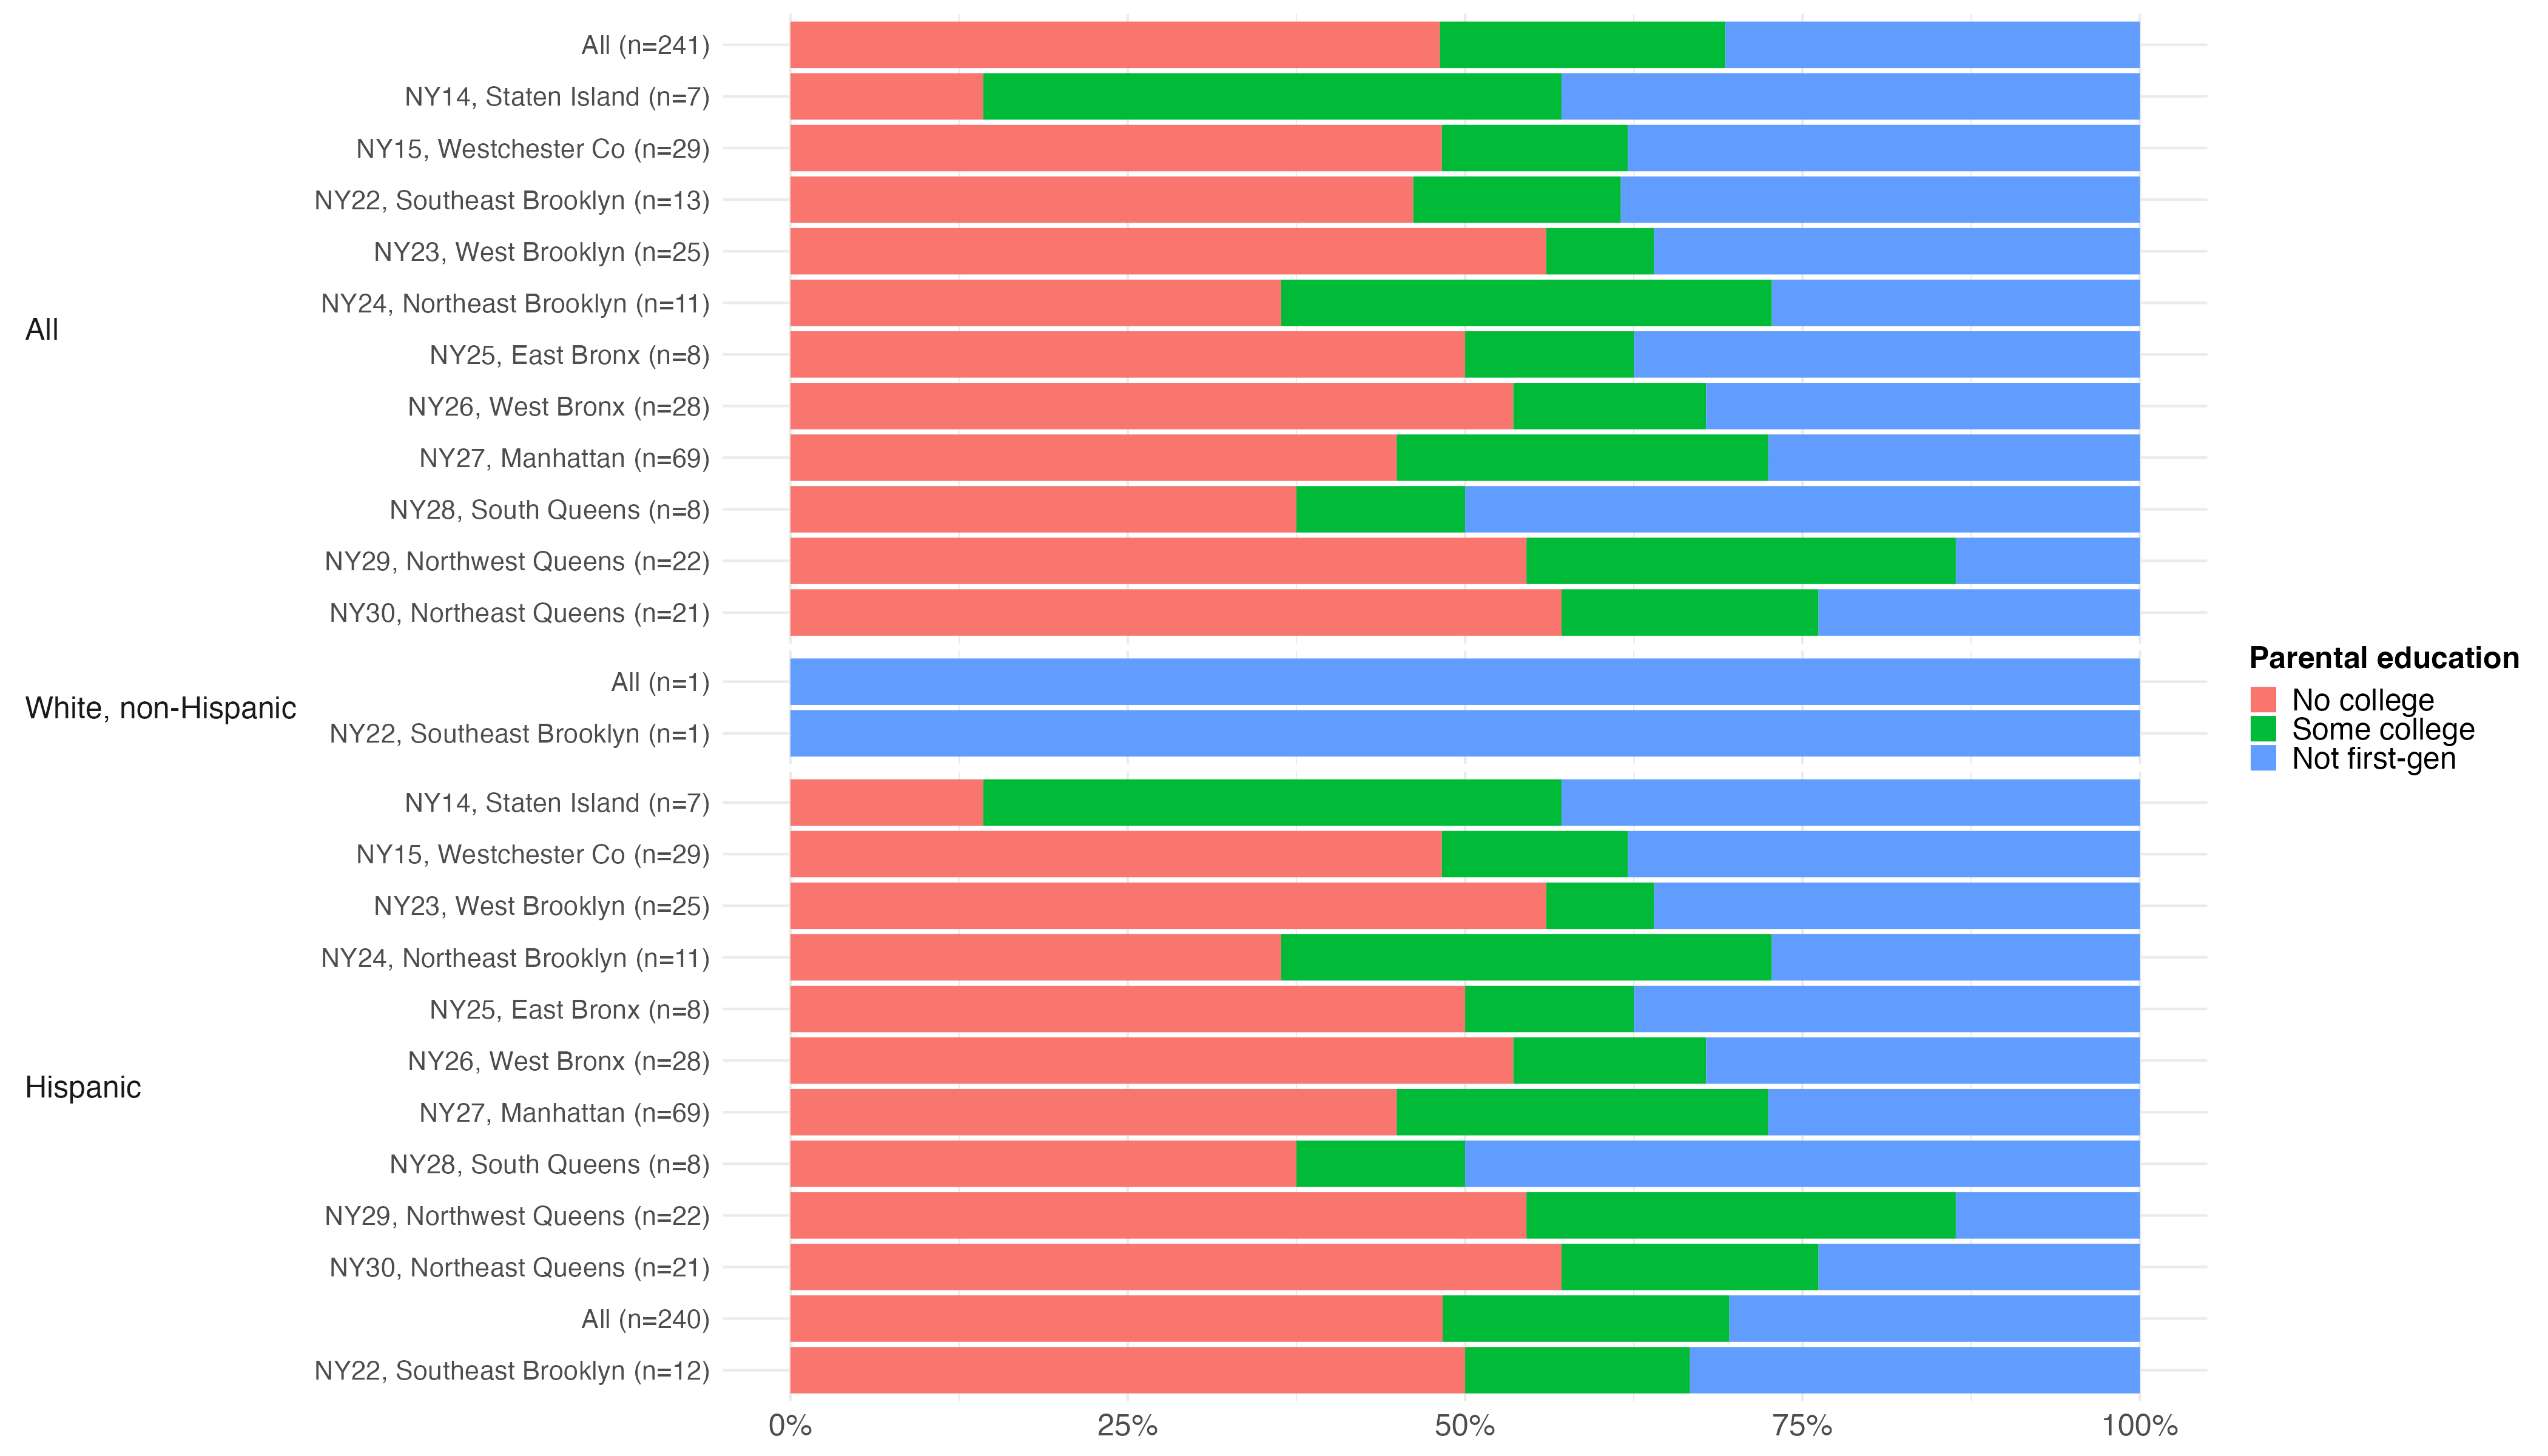 All
All (n=241)
NY14, Staten Island (n=7)
NY15, Westchester Co (n=29)
NY22, Southeast Brooklyn (n=13)
NY23, West Brooklyn (n=25)
NY24, Northeast Brooklyn (n=11)
NY25, East Bronx (n=8)
NY26, West Bronx (n=28)
NY27, Manhattan (n=69)
NY28, South Queens (n=8)
NY29, Northwest Queens (n=22)
NY30, Northeast Queens (n=21)
White, non-Hispanic
All (n=1)
NY22, Southeast Brooklyn (n=1)
Hispanic
NY14, Staten Island (n=7)
NY15, Westchester Co (n=29)
NY23, West Brooklyn (n=25)
NY24, Northeast Brooklyn (n=11)
NY25, East Bronx (n=8)
NY26, West Bronx (n=28)
NY27, Manhattan (n=69)
NY28, South Queens (n=8)
NY29, Northwest Queens (n=22)
NY30, Northeast Queens (n=21)
All (n=240)
NY22, Southeast Brooklyn (n=12)
0% 25% 50% 75% 100%
Parental education
No college
Some college
Not first-gen